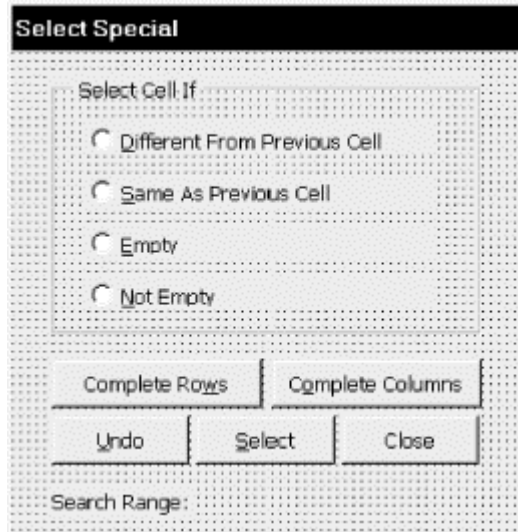 Select Special
Select Cell If
Different From Previous Cell
Same As Previous Cell
Empty
Not Empty
Complete Rows Complete Columns
Undo Select Close
Search Range: